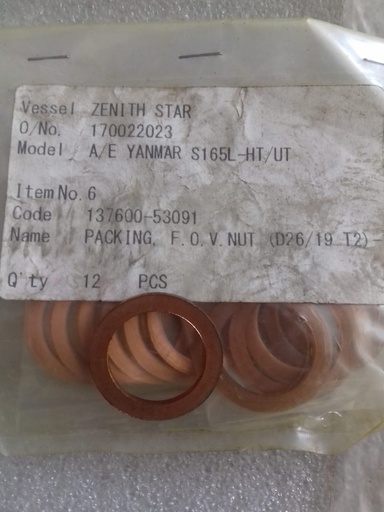 Vessel ZENITH STAR
O/No. 170022023
Model A/E YANMAR S165L-HT/UT
Item No. 6
Code 137600-53091
Name PACKING, F.O.V.NUT (D26/19 T2)-
Q'ty 12 PCS